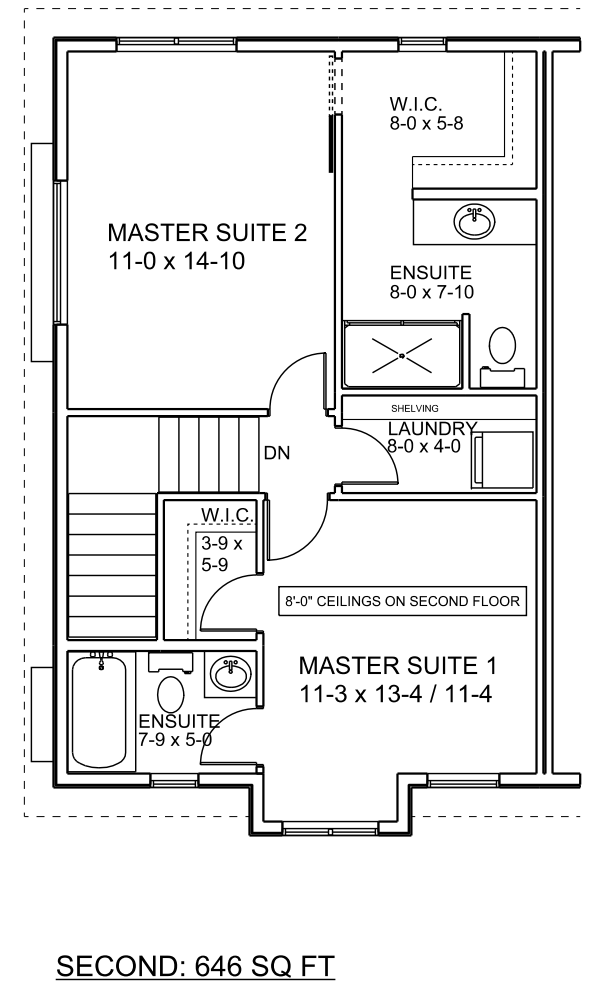 W.I.C.
8-0 x 5-8
MASTER SUITE 2
11-0 x 14-10
ENSUITE
8-0 x 7-10
SHELVING
LAUNDRY
8-0 x 4-0
DN
W.I.C.
3-9 x
5-9
8'-0" CEILINGS ON SECOND FLOOR
MASTER SUITE 1
11-3 x 13-4 / 11-4
ENSUITE
7-9 x 5-0
SECOND: 646 SQ FT